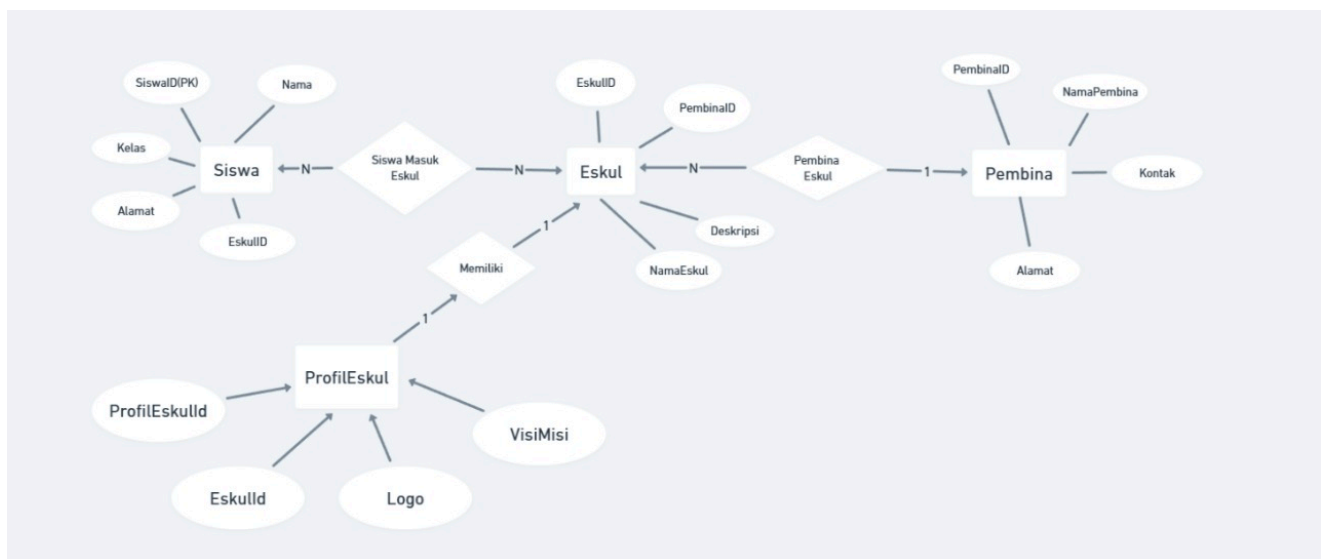 SiswaID(PK)
Nama
Kelas
Siswa
Alamat
EskulID
N
Siswa Masuk
Eskul
N
EskulID
PembinaID
Eskul
Deskripsi
NamaEskul
N
Pembina
Eskul
1
PembinaID
NamaPembina
Pembina
Kontak
Alamat
1
Memiliki
1
ProfilEskul
ProfilEskulId
EskulId
Logo
VisiMisi